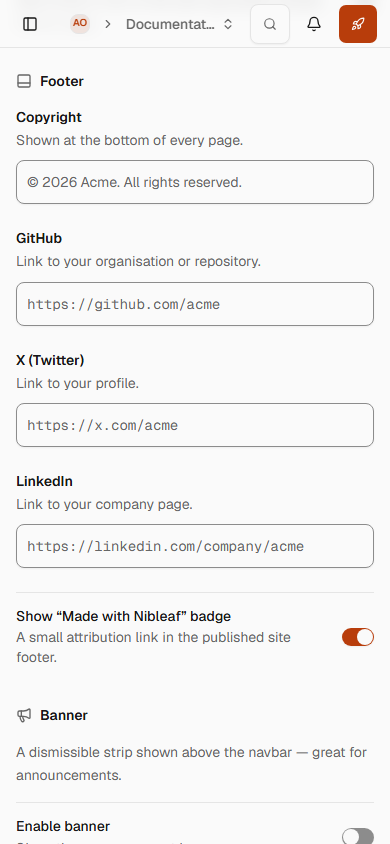 AO
Documentat...
Footer
Copyright
Shown at the bottom of every page.
© 2026 Acme. All rights reserved.
GitHub
Link to your organisation or repository.
https://github.com/acme
X (Twitter)
Link to your profile.
https://x.com/acme
LinkedIn
Link to your company page.
https://linkedin.com/company/acme
Show “Made with Nibleaf” badge
A small attribution link in the published site
footer.
Banner
A dismissible strip shown above the navbar — great for
announcements.
Enable banner